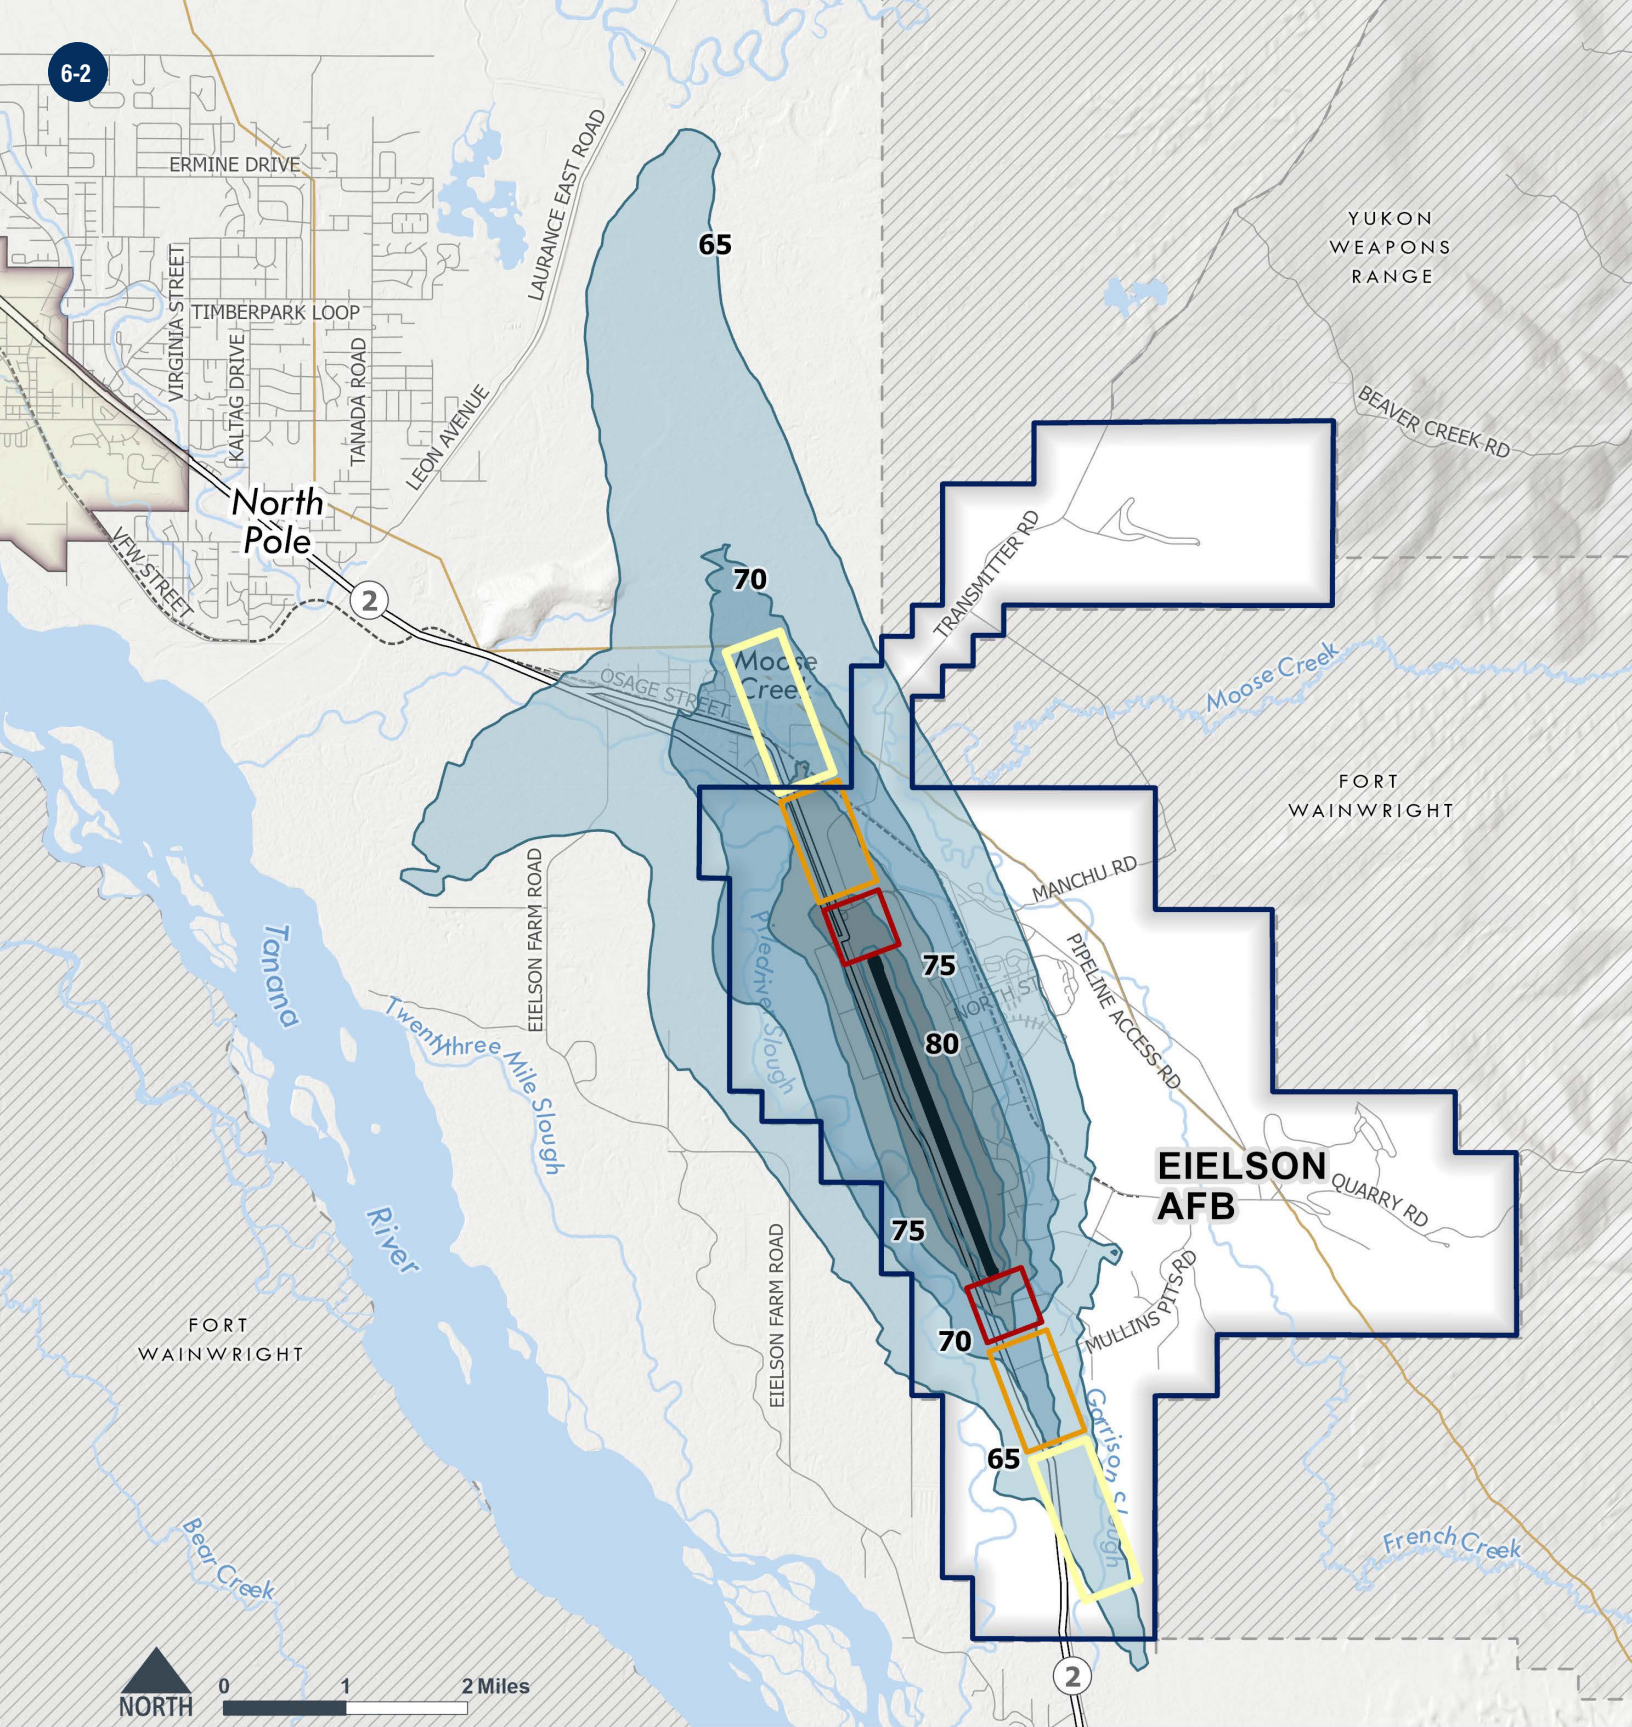 6-2
ERMINE DRIVE
LAURANCE EAST ROAD
65
YUKON
WEAPONS
RANGE
VIRGINIA STREET
TIMBERPARK LOOP
KALTAG DRIVE
TANADA ROAD
LEON AVENUE
BEAVER CREEK RD
North
Pole
VFW STREET
2
70
TRANSMITTER RD
Moose
Creek
OSAGE STREET
Moose Creek
FORT
WAINWRIGHT
MANCHU RD
EIELSON FARM ROAD
Piledriver Slough
PIPELINE ACCESS RD
75
NORTH ST
80
Tanana
River
Twentythree Mile Slough
EIELSON
AFB
QUARRY RD
75
EIELSON FARM ROAD
MULLINS PITS RD
70
FORT
WAINWRIGHT
Garrison Slough
65
French Creek
Bear Creek
2
NORTH
0 1 2 Miles